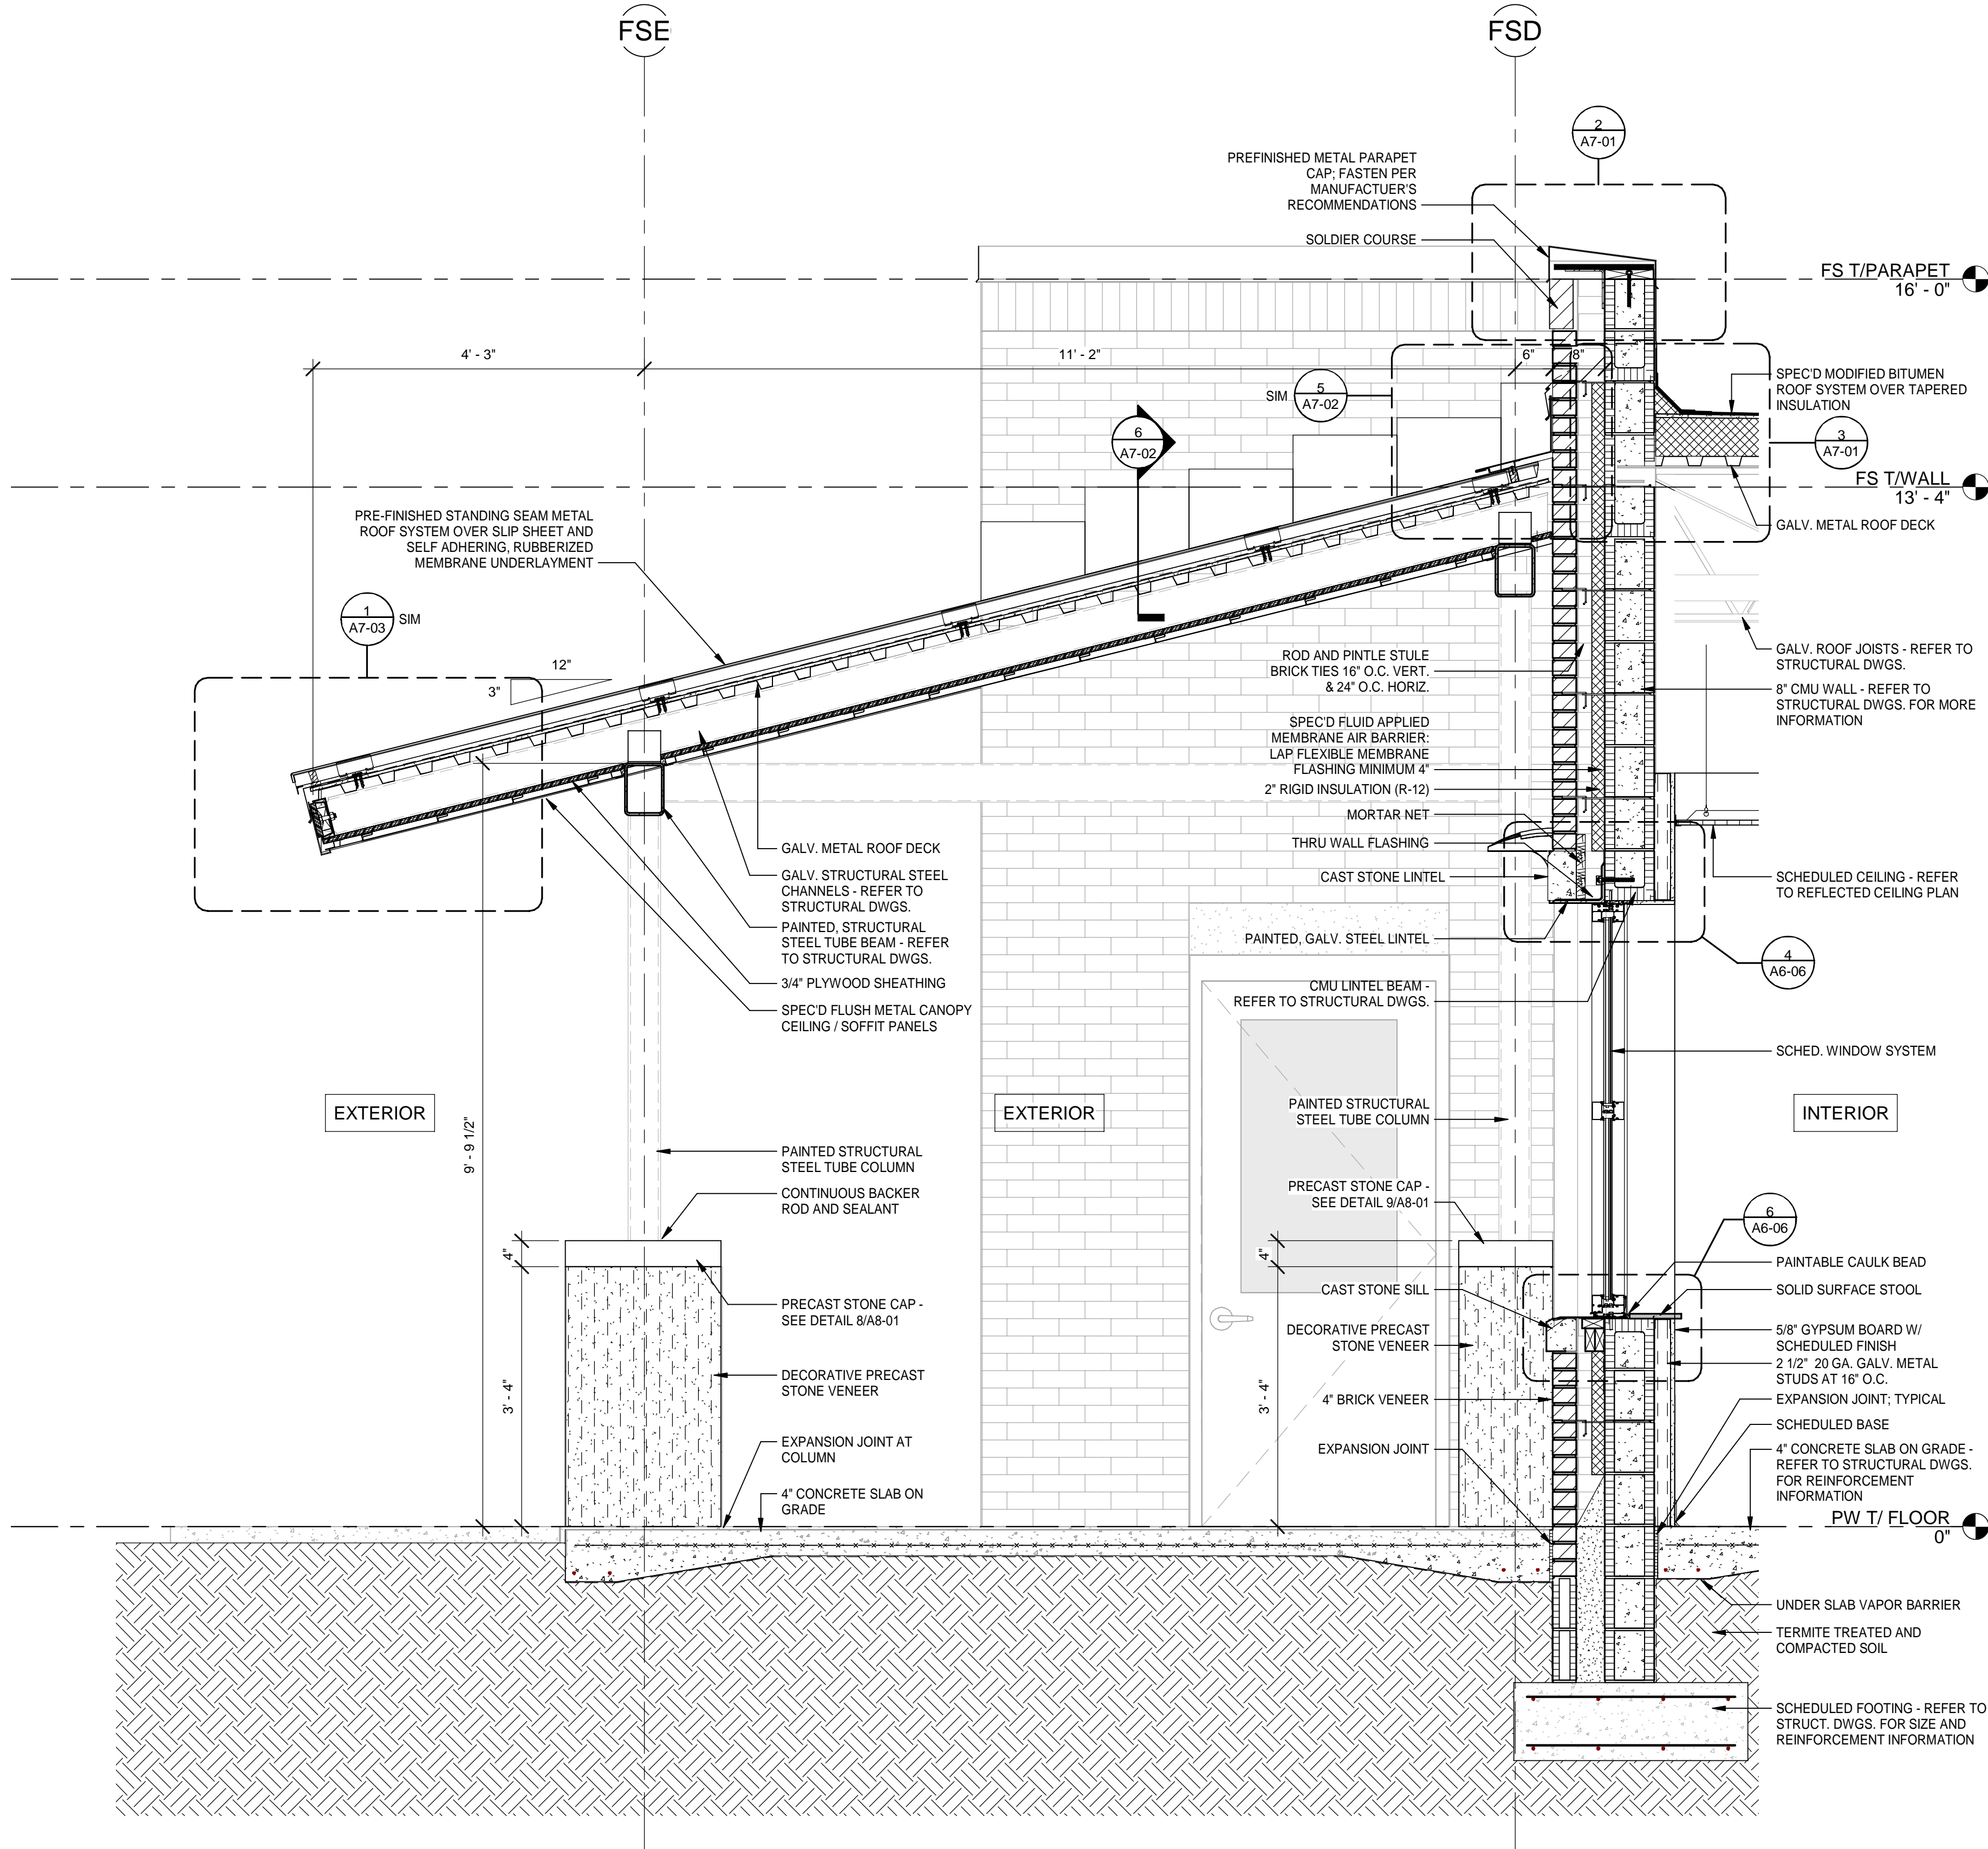 FSE
FSD
2
A7-01
PREFINISHED METAL PARAPET
CAP; FASTEN PER
MANUFACTUER'S
RECOMMENDATIONS
SOLDIER COURSE
FS T/PARAPET
16' - 0"
4' - 3"
11' - 2"
6"
8"
SIM
5
A7-02
6
A7-02
SPEC'D MODIFIED BITUMEN
ROOF SYSTEM OVER TAPERED
INSULATION
3
A7-01
FS T/WALL
13' - 4"
GALV. METAL ROOF DECK
PRE-FINISHED STANDING SEAM METAL
ROOF SYSTEM OVER SLIP SHEET AND
SELF ADHERING, RUBBERIZED
MEMBRANE UNDERLAYMENT
1
A7-03
SIM
12"
3"
ROD AND PINTLE STULE
BRICK TIES 16" O.C. VERT.
& 24" O.C. HORIZ.
GALV. ROOF JOISTS - REFER TO
STRUCTURAL DWGS.
8" CMU WALL - REFER TO
STRUCTURAL DWGS. FOR MORE
INFORMATION
SPEC'D FLUID APPLIED
MEMBRANE AIR BARRIER:
LAP FLEXIBLE MEMBRANE
FLASHING MINIMUM 4"
2" RIGID INSULATION (R-12)
MORTAR NET
THRU WALL FLASHING
CAST STONE LINTEL
PAINTED, GALV. STEEL LINTEL
CMU LINTEL BEAM -
REFER TO STRUCTURAL DWGS.
GALV. METAL ROOF DECK
GALV. STRUCTURAL STEEL
CHANNELS - REFER TO
STRUCTURAL DWGS.
PAINTED, STRUCTURAL
STEEL TUBE BEAM - REFER
TO STRUCTURAL DWGS.
3/4" PLYWOOD SHEATHING
SPEC'D FLUSH METAL CANOPY
CEILING / SOFFIT PANELS
SCHEDULED CEILING - REFER
TO REFLECTED CEILING PLAN
4
A6-06
SCHED. WINDOW SYSTEM
EXTERIOR
EXTERIOR
INTERIOR
9' - 9 1/2"
PAINTED STRUCTURAL
STEEL TUBE COLUMN
PAINTED STRUCTURAL
STEEL TUBE COLUMN
CONTINUOUS BACKER
ROD AND SEALANT
PRECAST STONE CAP -
SEE DETAIL 9/A8-01
6
A6-06
4"
4"
PAINTABLE CAULK BEAD
SOLID SURFACE STOOL
5/8" GYPSUM BOARD W/
SCHEDULED FINISH
2 1/2" 20 GA. GALV. METAL
STUDS AT 16" O.C.
EXPANSION JOINT; TYPICAL
SCHEDULED BASE
4" CONCRETE SLAB ON GRADE -
REFER TO STRUCTURAL DWGS.
FOR REINFORCEMENT
INFORMATION
CAST STONE SILL
DECORATIVE PRECAST
STONE VENEER
4" BRICK VENEER
EXPANSION JOINT
PRECAST STONE CAP -
SEE DETAIL 8/A8-01
DECORATIVE PRECAST
STONE VENEER
3' - 4"
3' - 4"
EXPANSION JOINT AT
COLUMN
4" CONCRETE SLAB ON
GRADE
PW T/ FLOOR
0"
UNDER SLAB VAPOR BARRIER
TERMITE TREATED AND
COMPACTED SOIL
SCHEDULED FOOTING - REFER TO
STRUCT. DWGS. FOR SIZE AND
REINFORCEMENT INFORMATION